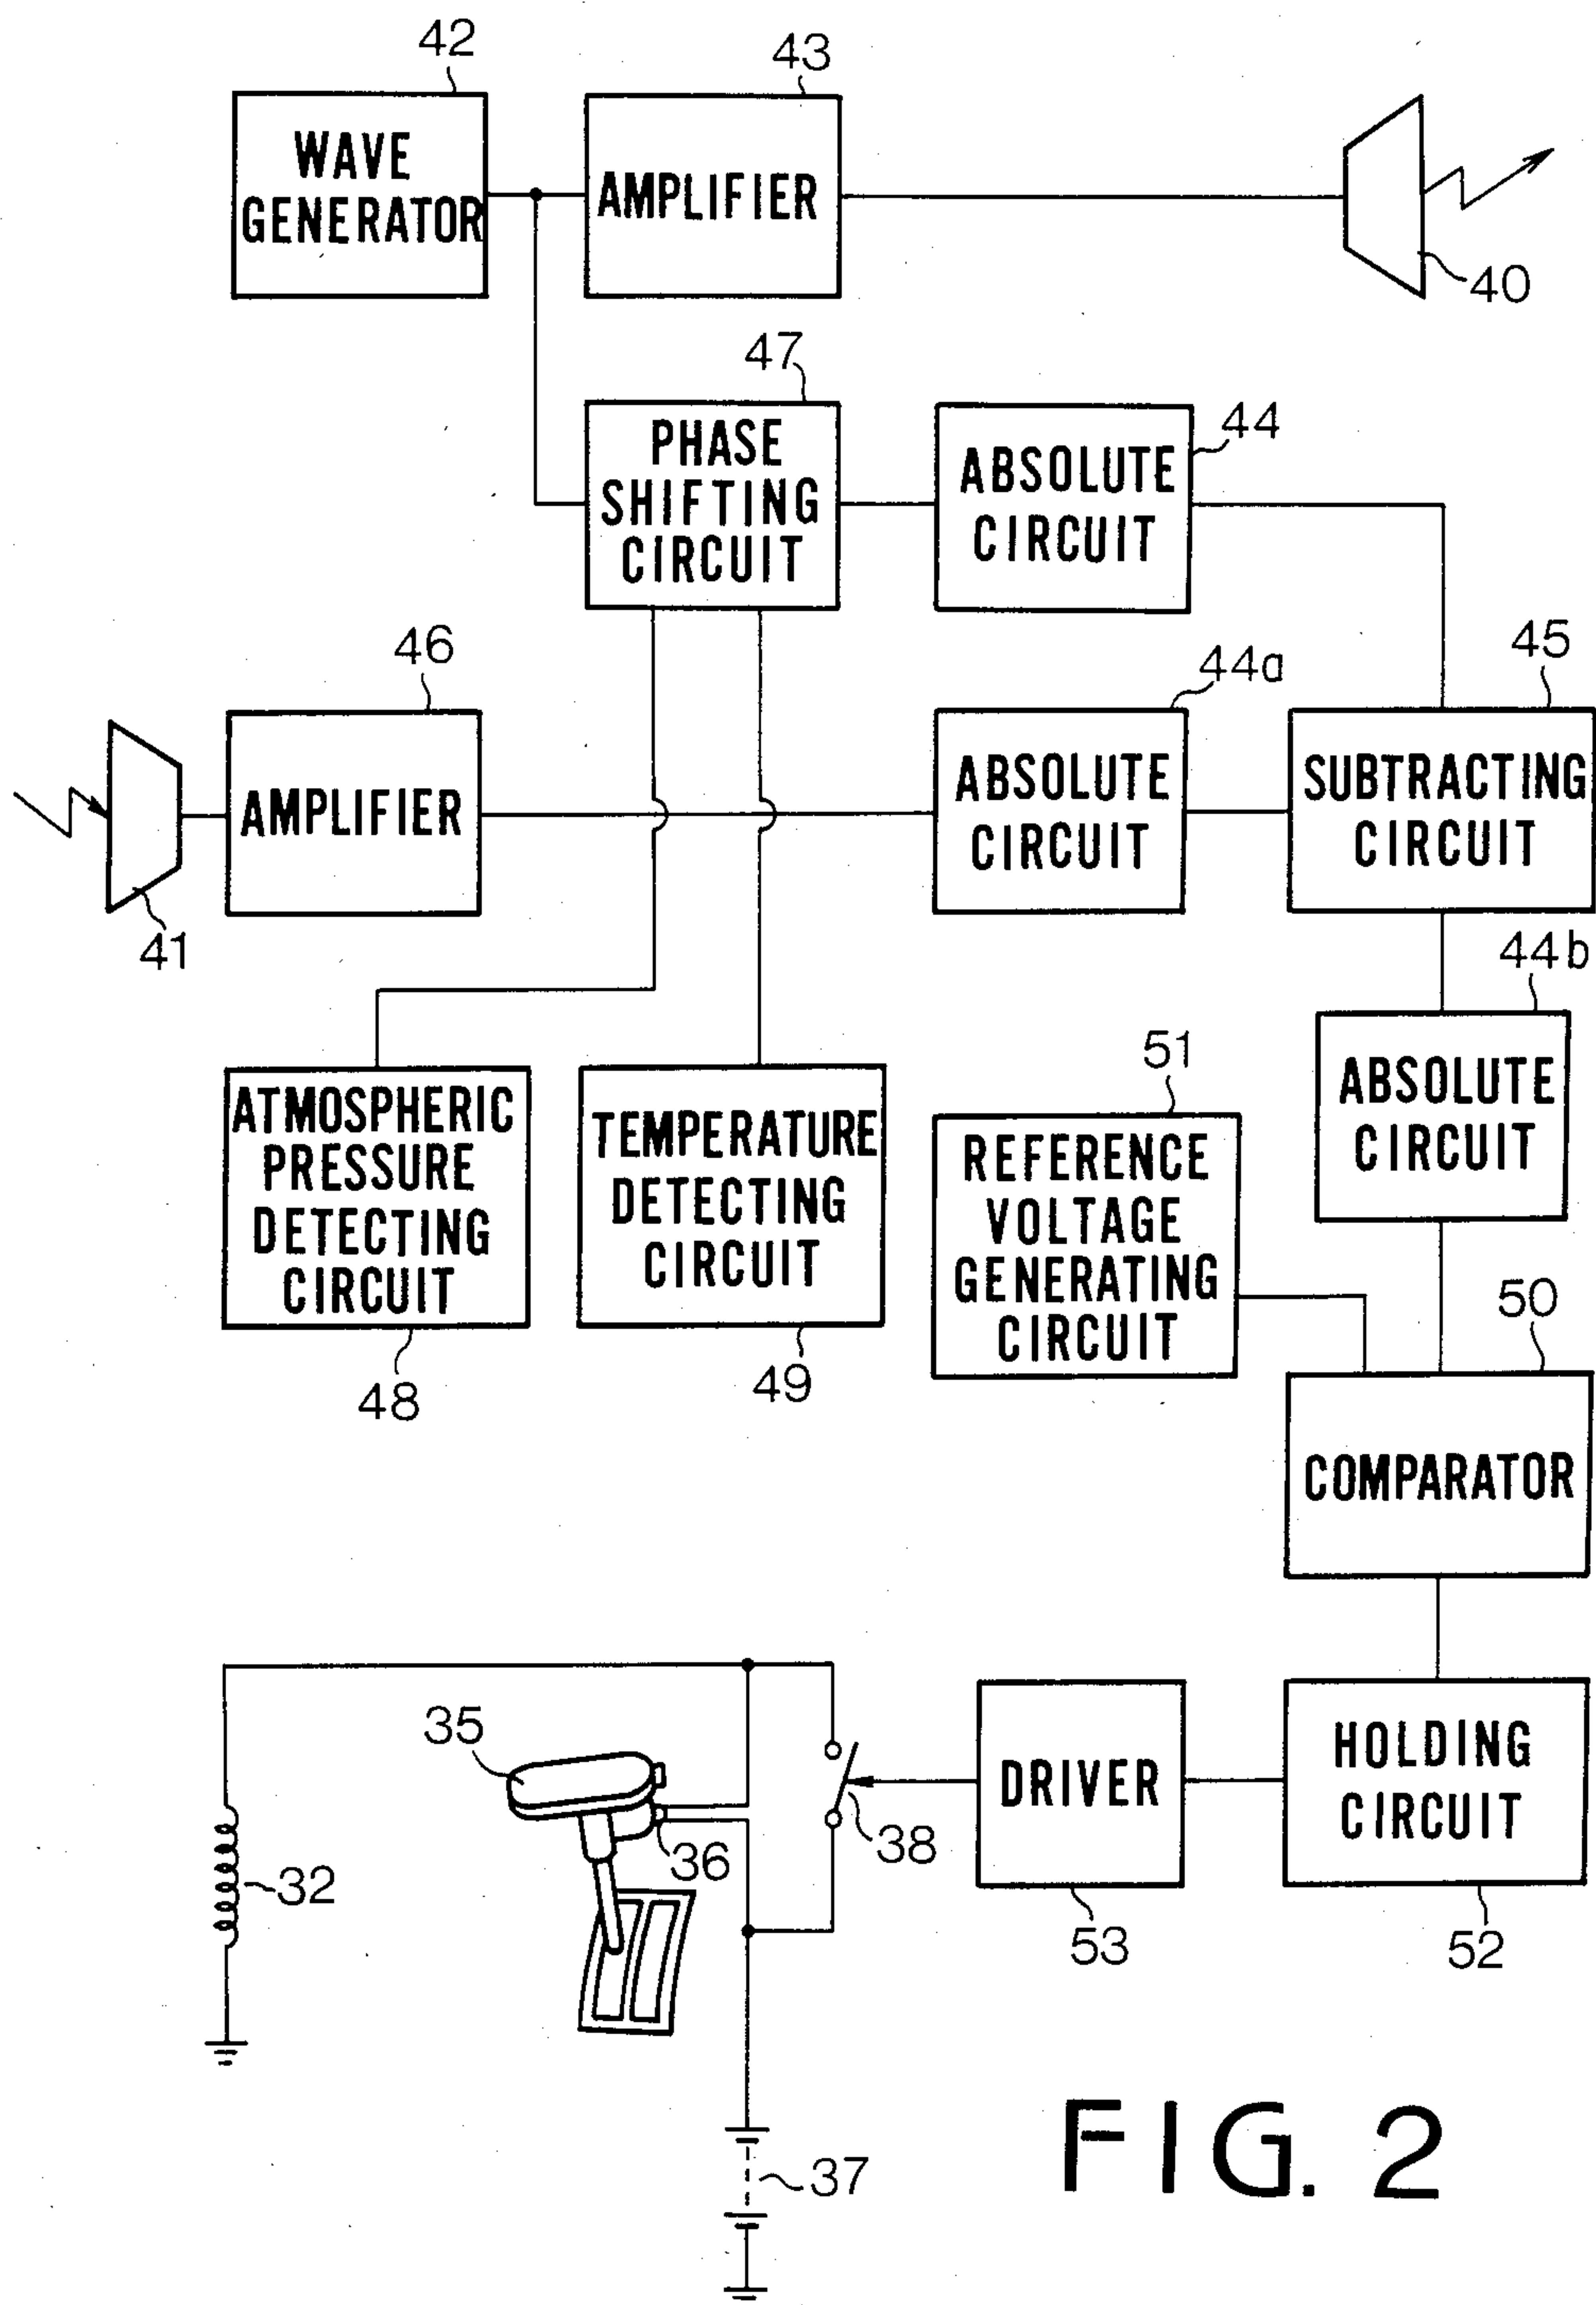 42
43
WAVE
GENERATOR
AMPLIFIER
40
47
PHASE
SHIFTING
CIRCUIT
44
ABSOLUTE
CIRCUIT
46
44a
45
AMPLIFIER
ABSOLUTE
CIRCUIT
SUBTRACTING
CIRCUIT
41
44b
ATMOSPHERIC
PRESSURE
DETECTING
CIRCUIT
TEMPERATURE
DETECTING
CIRCUIT
51
REFERENCE
VOLTAGE
GENERATING
CIRCUIT
ABSOLUTE
CIRCUIT
48
49
50
COMPARATOR
35
36
38
32
DRIVER
HOLDING
CIRCUIT
53
52
37
FIG. 2